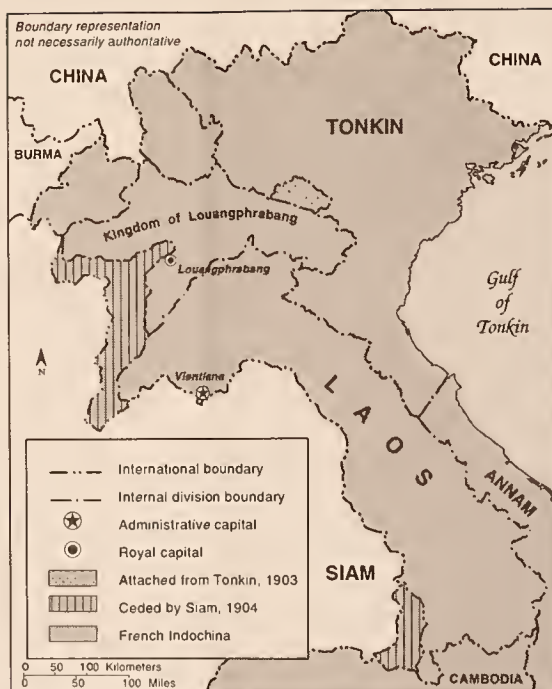 Boundary representation
not necessarily authontative
CHINA
CHINA
TONKIN
BURMA
Kingdom of Louangphrabang
Louangphrabang
Gulf
of
Tonkin
N
Vientiane
LAOS
ANNAM
International boundary
Internal division boundary
Administrative capital
Royal capital
Attached from Tonkin, 1903
Ceded by Siam, 1904
French Indochina
0 50 100 Kilometers
0 50 100 Miles
SIAM
CAMBODIA